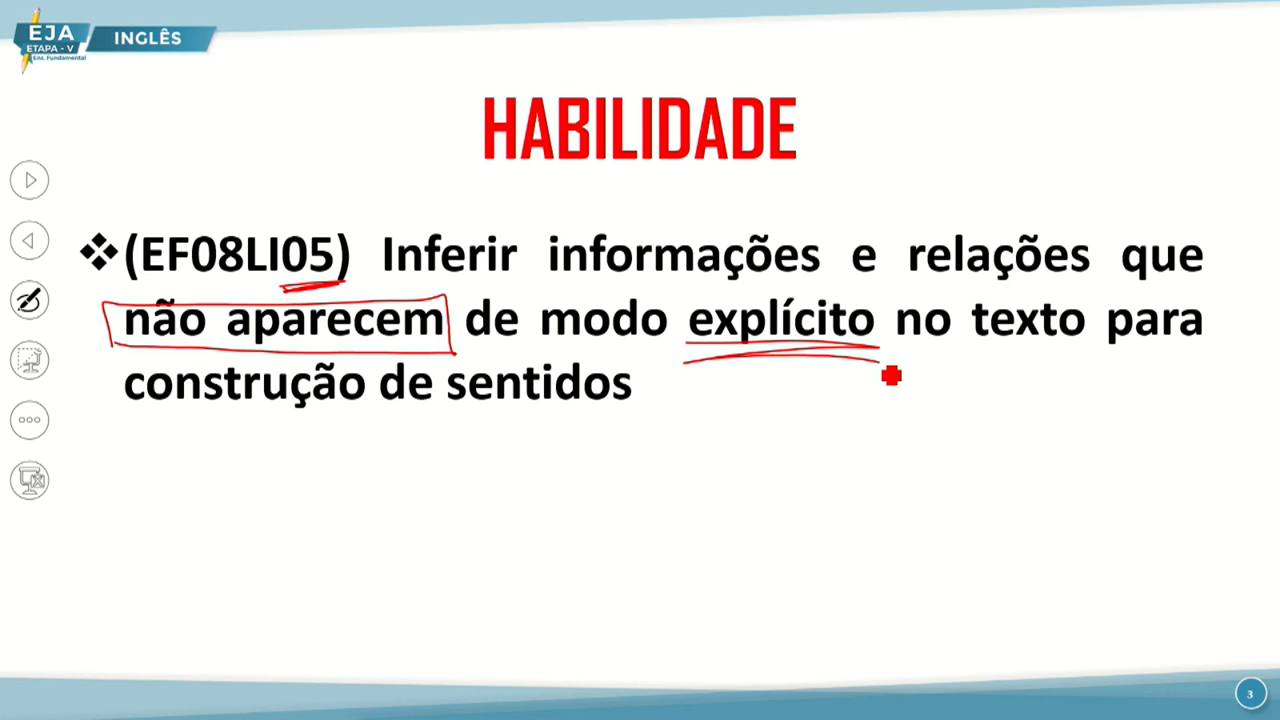 EJA
ETAPA - V
Ens. Fundamental
INGLÊS
HABILIDADE
(EF08LI05) Inferir informações e relações que
não aparecem de modo explícito no texto para
construção de sentidos
3